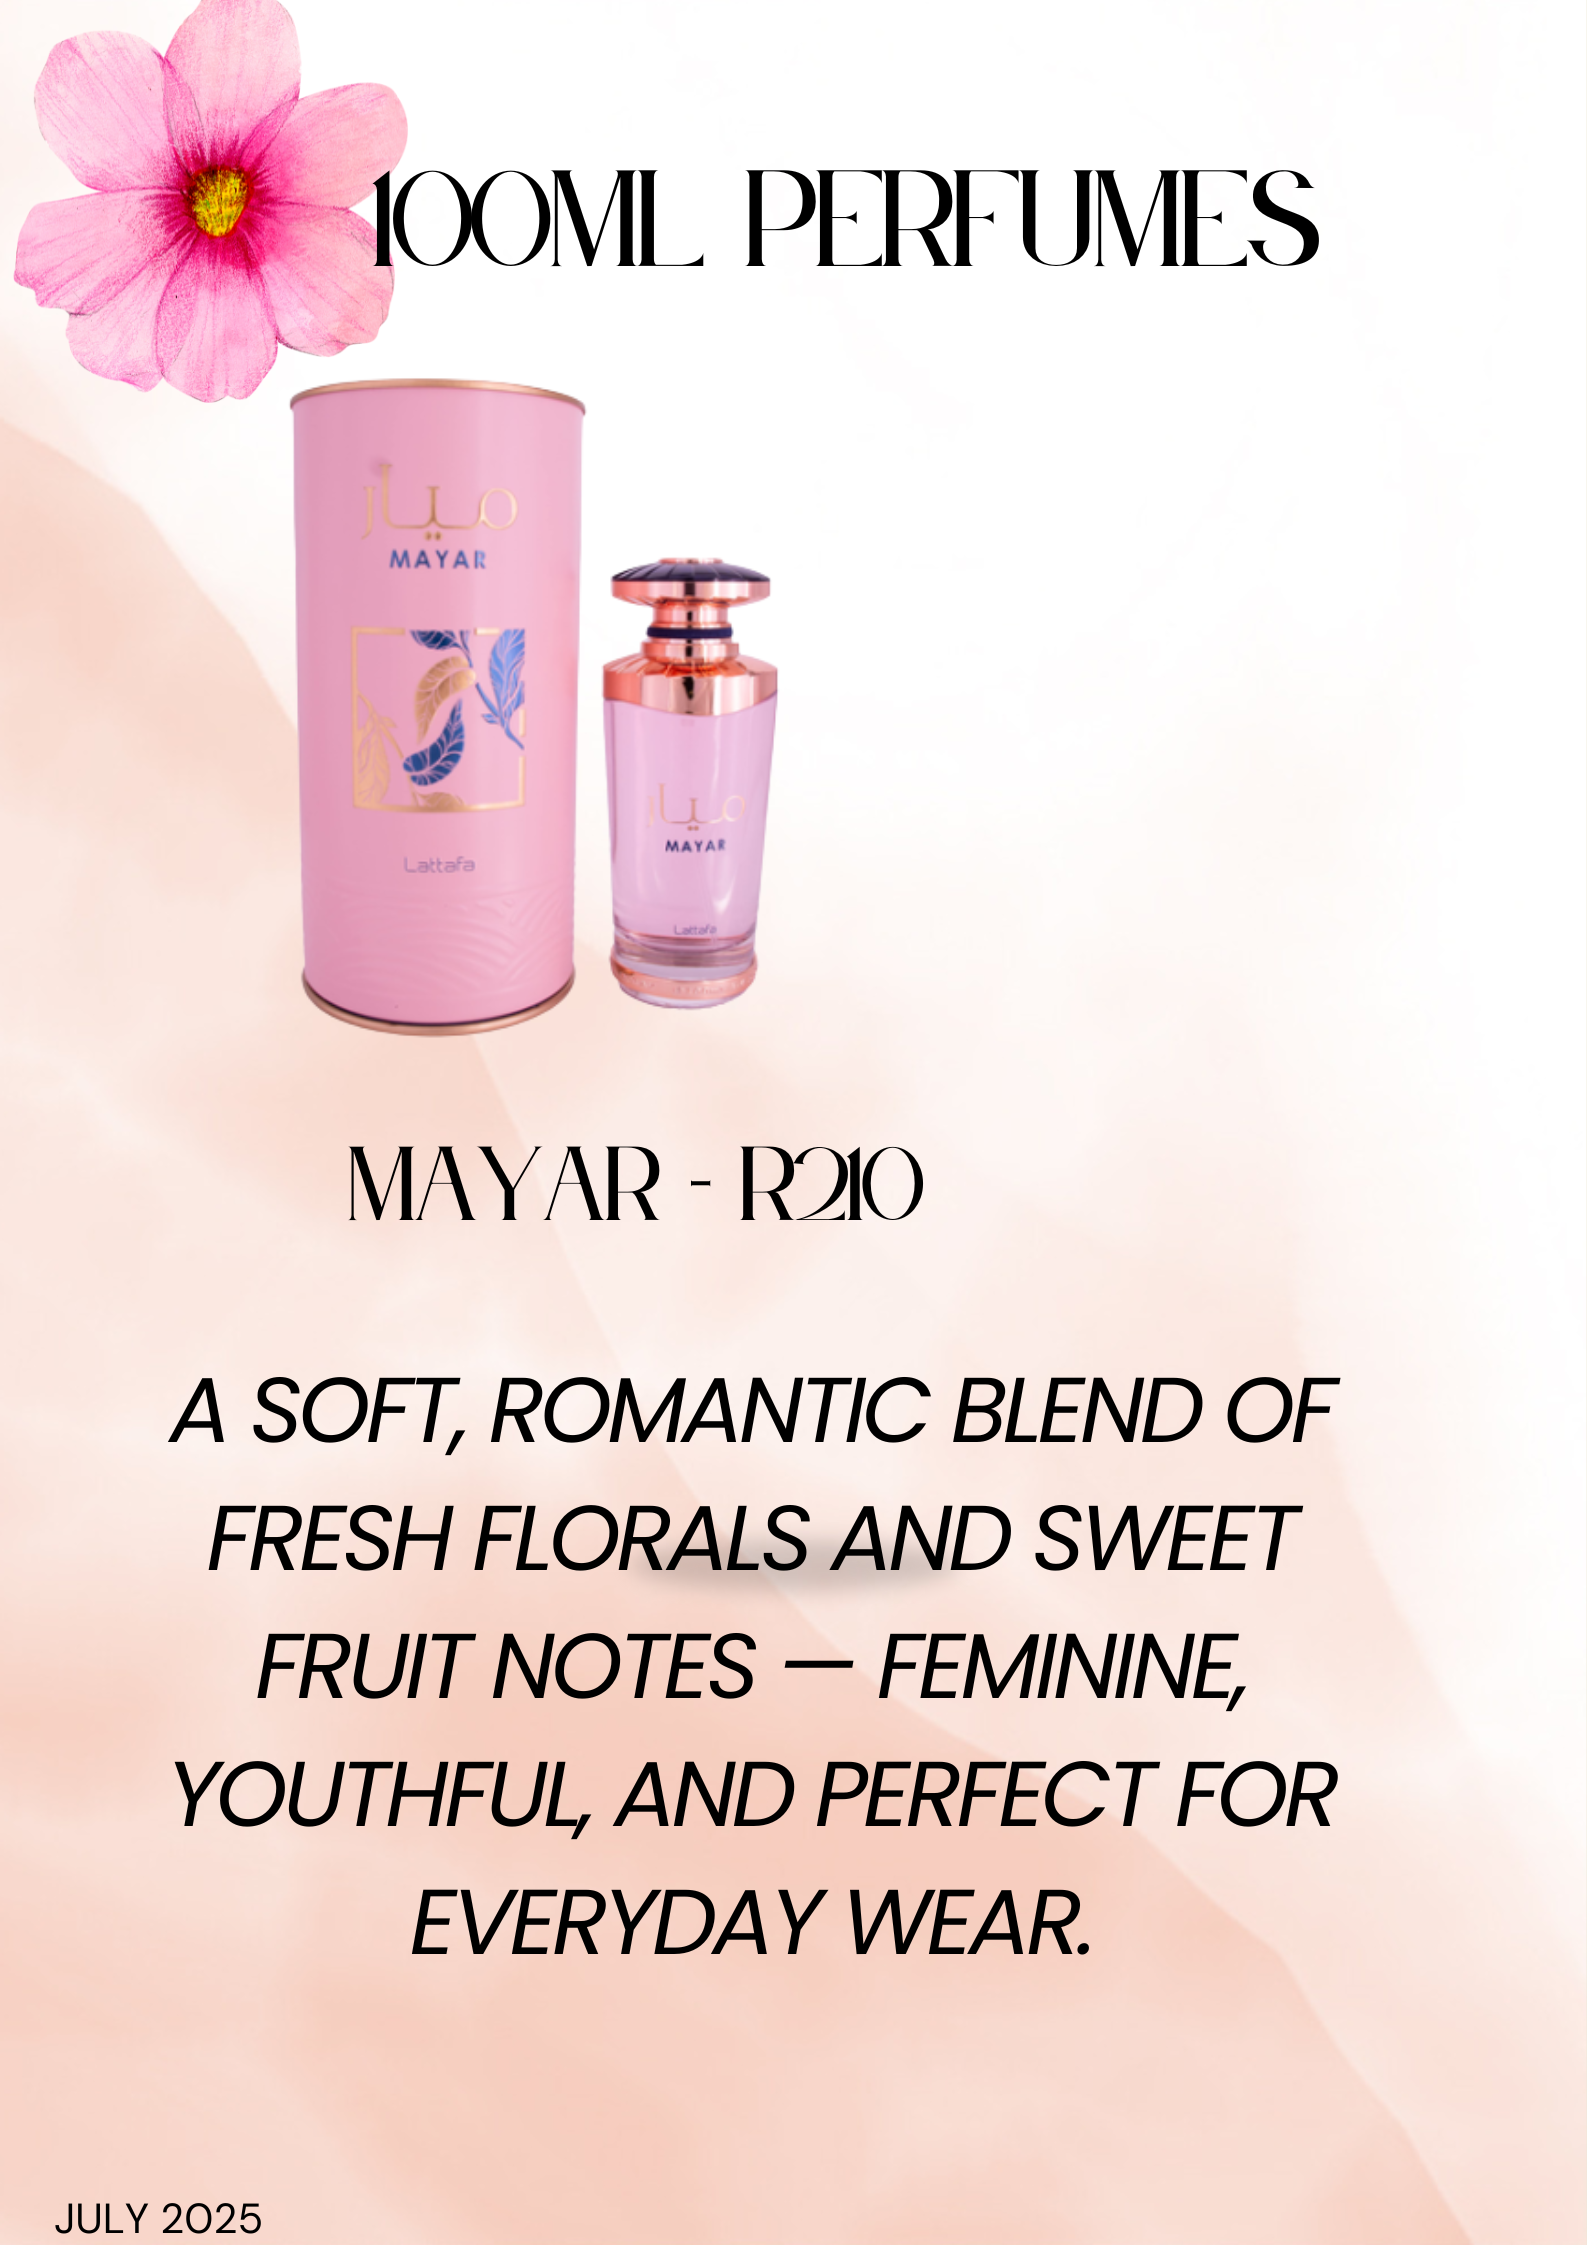 100ML PERFUMES
ميار
MAYAR
Lattafa
ميار
MAYAR
Lattafa
MAYAR - R210
A SOFT, ROMANTIC BLEND OF
FRESH FLORALS AND SWEET
FRUIT NOTES — FEMININE,
YOUTHFUL, AND PERFECT FOR
EVERYDAY WEAR.
JULY 2025